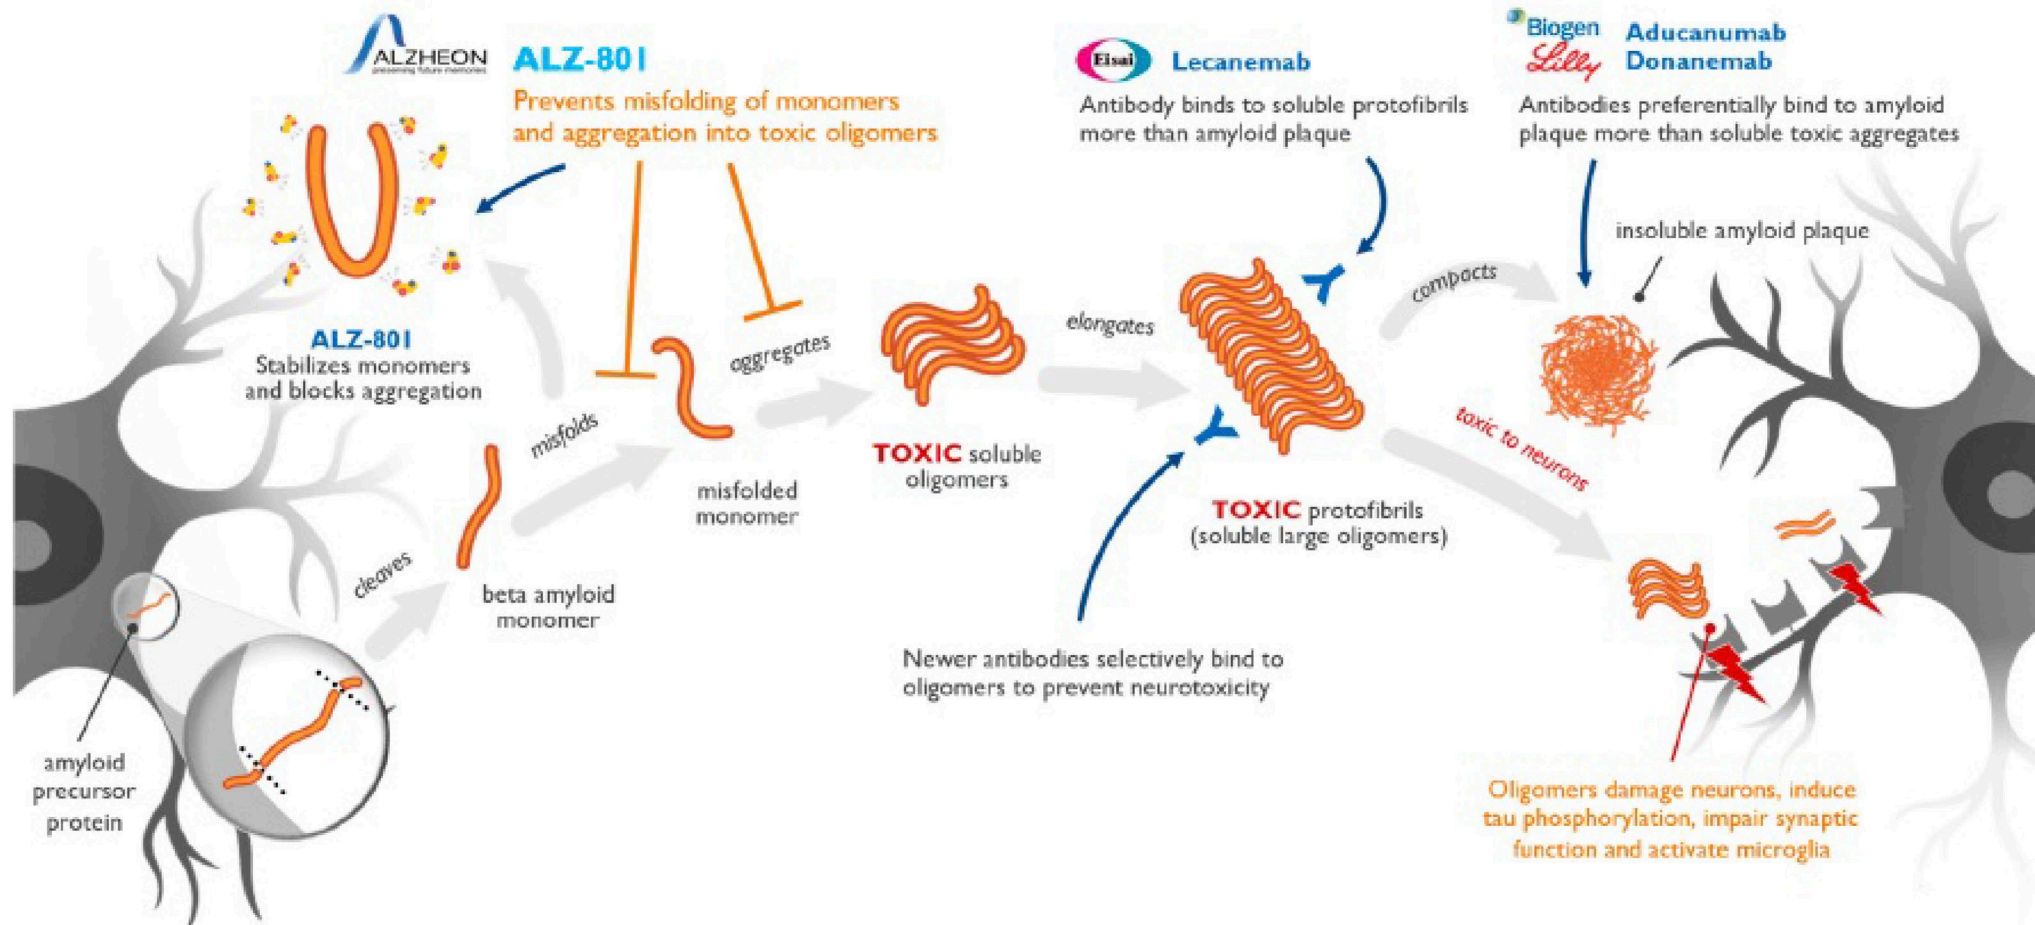 ALZHEON
preserving future memories
ALZ-801
Prevents misfolding of monomers
and aggregation into toxic oligomers
Eisai
Lecanemab
Antibody binds to soluble protofibrils
more than amyloid plaque
Biogen
Lilly
Aducanumab
Donanemab
Antibodies preferentially bind to amyloid
plaque more than soluble toxic aggregates
insoluble amyloid plaque
ALZ-801
Stabilizes monomers
and blocks aggregation
cleaves
beta amyloid
monomer
misfolds
misfolded
monomer
aggregates
TOXIC soluble
oligomers
elongates
TOXIC protofibrils
(soluble large oligomers)
compacts
toxic to neurons
Newer antibodies selectively bind to
oligomers to prevent neurotoxicity
amyloid
precursor
protein
Oligomers damage neurons, induce
tau phosphorylation, impair synaptic
function and activate microglia